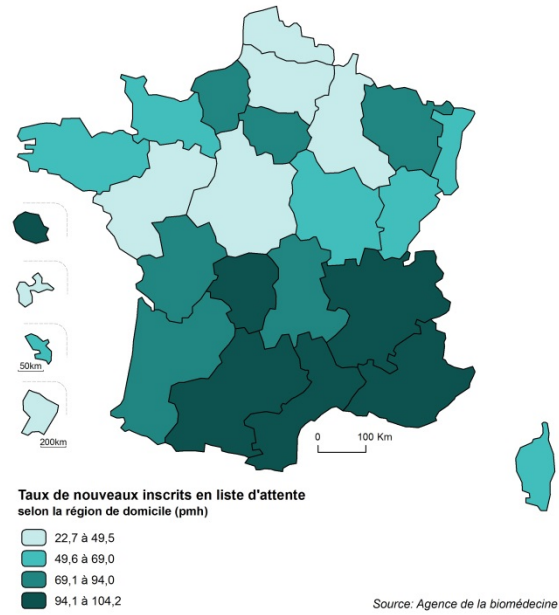 50km
200km
0 100 Km
Taux de nouveaux inscrits en liste d'attente
selon la région de domicile (pmh)
22,7 à 49,5
49,6 à 69,0
69,1 à 94,0
94,1 à 104,2
Source: Agence de la biomédecine